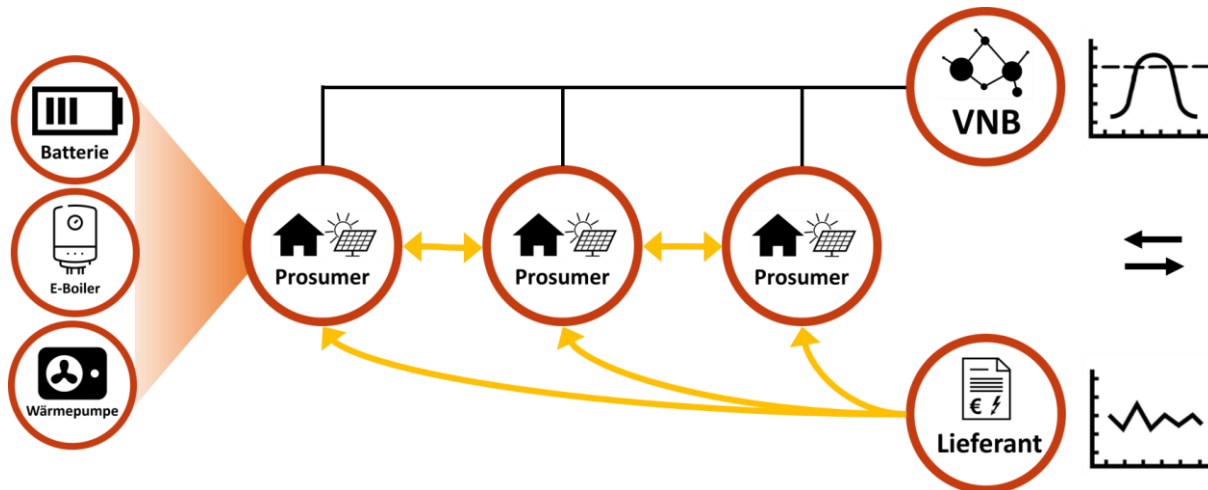 Batterie
E-Boiler
Wärmepumpe
Prosumer
Prosumer
Prosumer
VNB
€
Lieferant